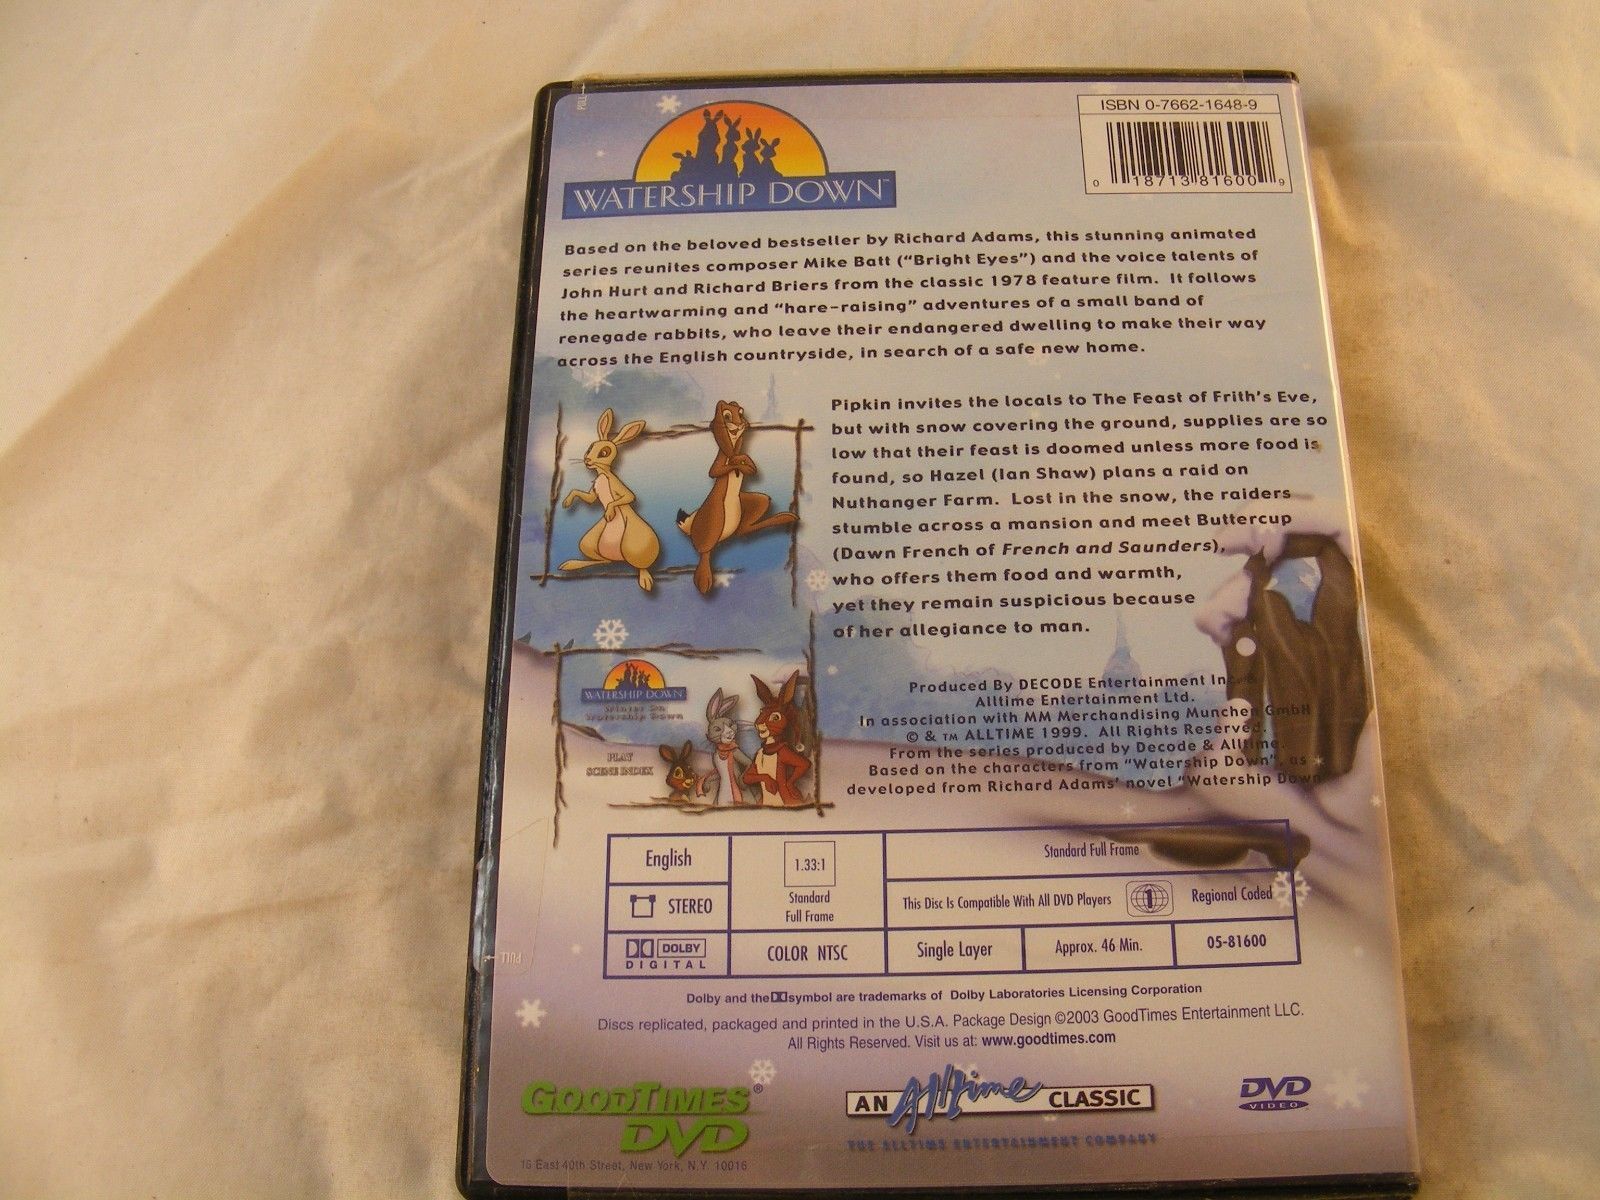 PULL
ISBN 0-7662-1648-9
0 18713 81600 9
WATERSHIP DOWN™
Based on the beloved bestseller by Richard Adams, this stunning animated
series reunites composer Mike Batt ("Bright Eyes") and the voice talents of
John Hurt and Richard Briers from the classic 1978 feature film. It follows
the heartwarming and "hare-raising" adventures of a small band of
renegade rabbits, who leave their endangered dwelling to make their way
across the English countryside, in search of a safe new home.
Pipkin invites the locals to The Feast of Frith's Eve,
but with snow covering the ground, supplies are so
low that their feast is doomed unless more food is
found, so Hazel (Ian Shaw) plans a raid on
Nuthanger Farm. Lost in the snow, the raiders
stumble across a mansion and meet Buttercup
(Dawn French of French and Saunders),
who offers them food and warmth,
yet they remain suspicious because
of her allegiance to man.
WATERSHIP DOWN
Winter On
Watership Down
PLAY
SCENE INDEX
Produced By DECODE Entertainment Inc.
Alltime Entertainment Ltd.
In association with MM Merchandising Munchen GmbH
© & TM ALLTIME 1999. All Rights Reserved.
From the series produced by Decode & Alltime.
Based on the characters from "Watership Down", as
developed from Richard Adams' novel "Watership Down
English
STEREO
DOLBY
DIGITAL
1.33:1
Standard
Full Frame
COLOR NTSC
Standard Full Frame
This Disc Is Compatible With All DVD Players
1
Regional Coded
Single Layer
Approx. 46 Min.
05-81600
PULL
Dolby and the symbol are trademarks of Dolby Laboratories Licensing Corporation
Discs replicated, packaged and printed in the U.S.A. Package Design ©2003 GoodTimes Entertainment LLC.
All Rights Reserved. Visit us at: www.goodtimes.com
GOODTIMES®
DVD
16 East 40th Street, New York, N.Y. 10016
AN Alltime CLASSIC
THE ALLTIME ENTERTAINMENT COMPANY
DVD
VIDEO